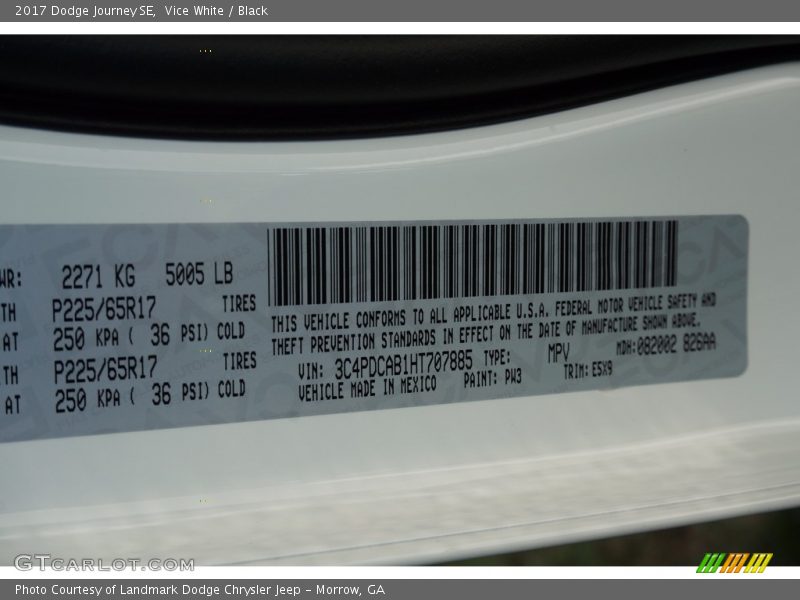 2017 Dodge Journey SE, Vice White / Black
WR: 2271 KG 5005 LB
TH P225/65R17 TIRES
AT 250 KPA ( 36 PSI) COLD
TH P225/65R17 TIRES
AT 250 KPA ( 36 PSI) COLD
THIS VEHICLE CONFORMS TO ALL APPLICABLE U.S.A. FEDERAL MOTOR VEHICLE SAFETY AND
THEFT PREVENTION STANDARDS IN EFFECT ON THE DATE OF MANUFACTURE SHOWN ABOVE.
VIN: 3C4PDCAB1HT707885 TYPE: MPV MDH:082002 826AA
VEHICLE MADE IN MEXICO PAINT: PW3 TRIM: E5X9
GTCARLOT.COM
Photo Courtesy of Landmark Dodge Chrysler Jeep – Morrow, GA